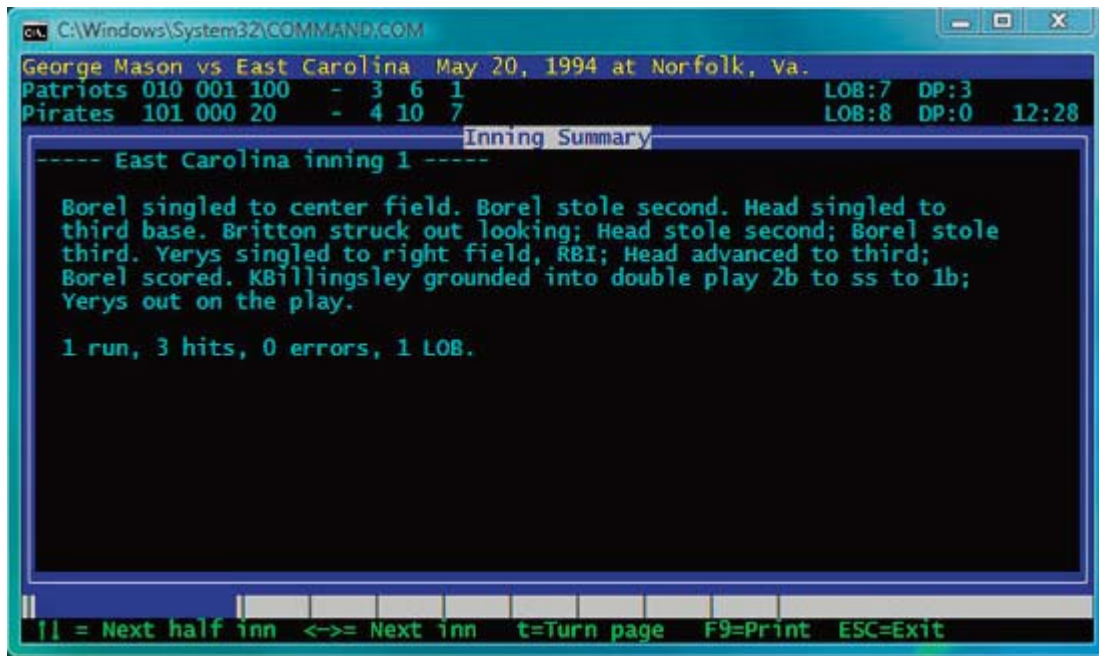 C:\Windows\System32\COMMAND.COM
George Mason vs East Carolina May 20, 1994 at Norfolk, Va.
Patriots 010 001 100 - 3 6 1 LOB:7 DP:3
Pirates 101 000 20 - 4 10 7 LOB:8 DP:0 12:28
Inning Summary
----- East Carolina inning 1 -----
Borel singled to center field. Borel stole second. Head singled to
third base. Britton struck out looking; Head stole second; Borel stole
third. Yerys singled to right field, RBI; Head advanced to third;
Borel scored. KBillingsley grounded into double play 2b to ss to 1b;
Yerys out on the play.
1 run, 3 hits, 0 errors, 1 LOB.
↑↓ = Next half inn <-->= Next inn t=Turn page F9=Print ESC=Exit